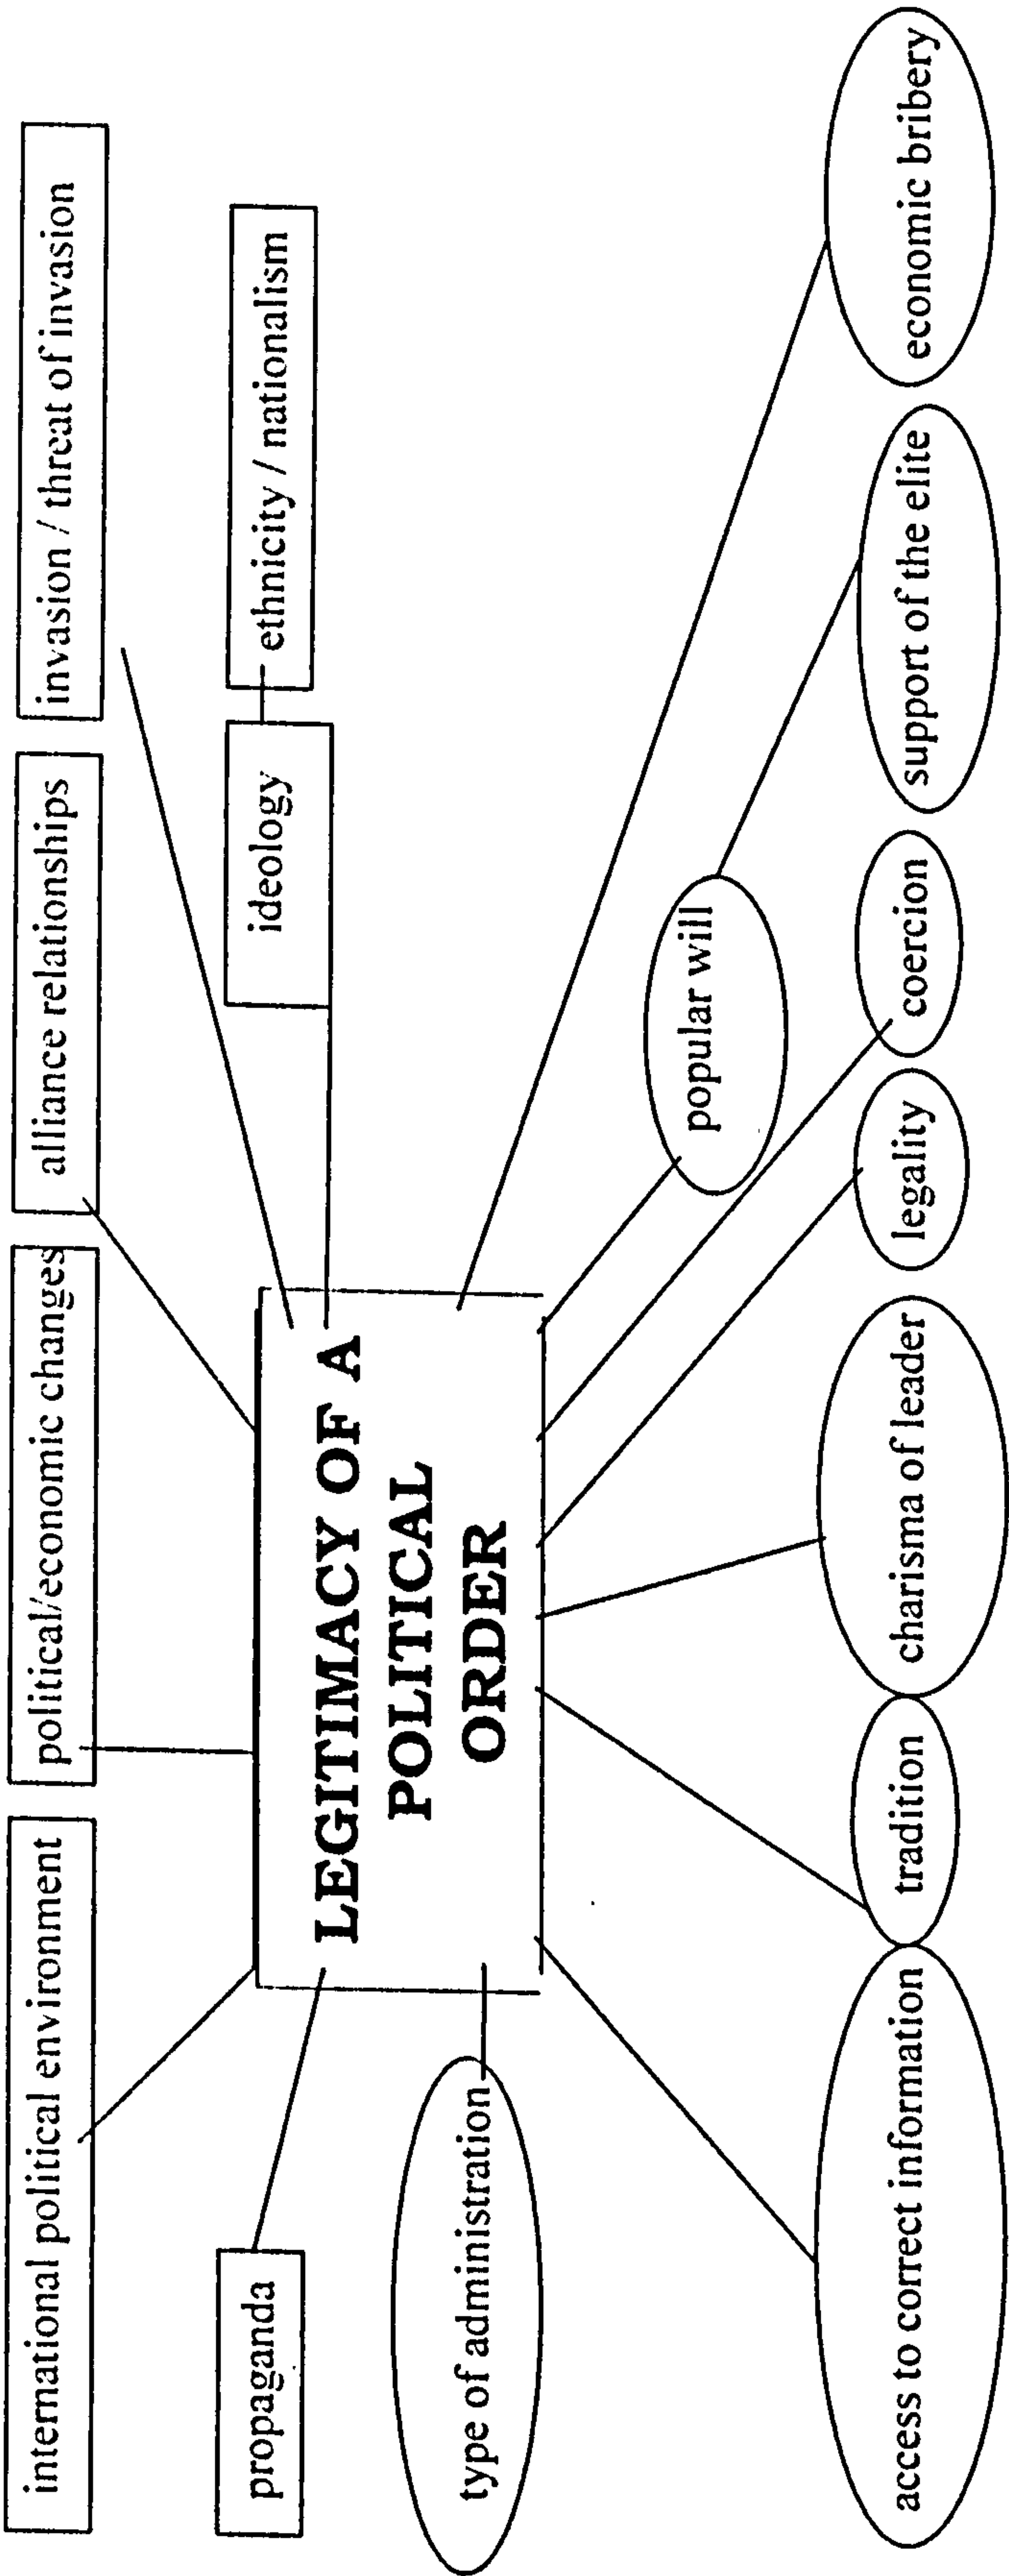 international political environment
political/economic changes
alliance relationships
invasion / threat of invasion
propaganda
ideology
ethnicity / nationalism
LEGITIMACY OF A
POLITICAL
ORDER
type of administration
popular will
access to correct information
tradition
charisma of leader
legality
coercion
support of the elite
economic bribery